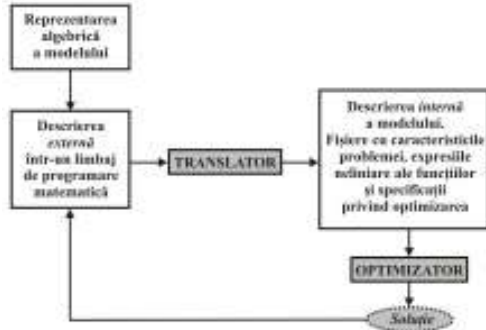 Reprezentarea
algebrică
a modelului
Descrierea
externă
într-un limbaj
de programare
matematică
TRANSLATOR
Descrierea internă
a modelului.
Fişiere cu caracteristicile
problemei, expresiile
neliniare ale funcţiilor
şi specificaţii
privind optimizarea
OPTIMIZATOR
Soluţie